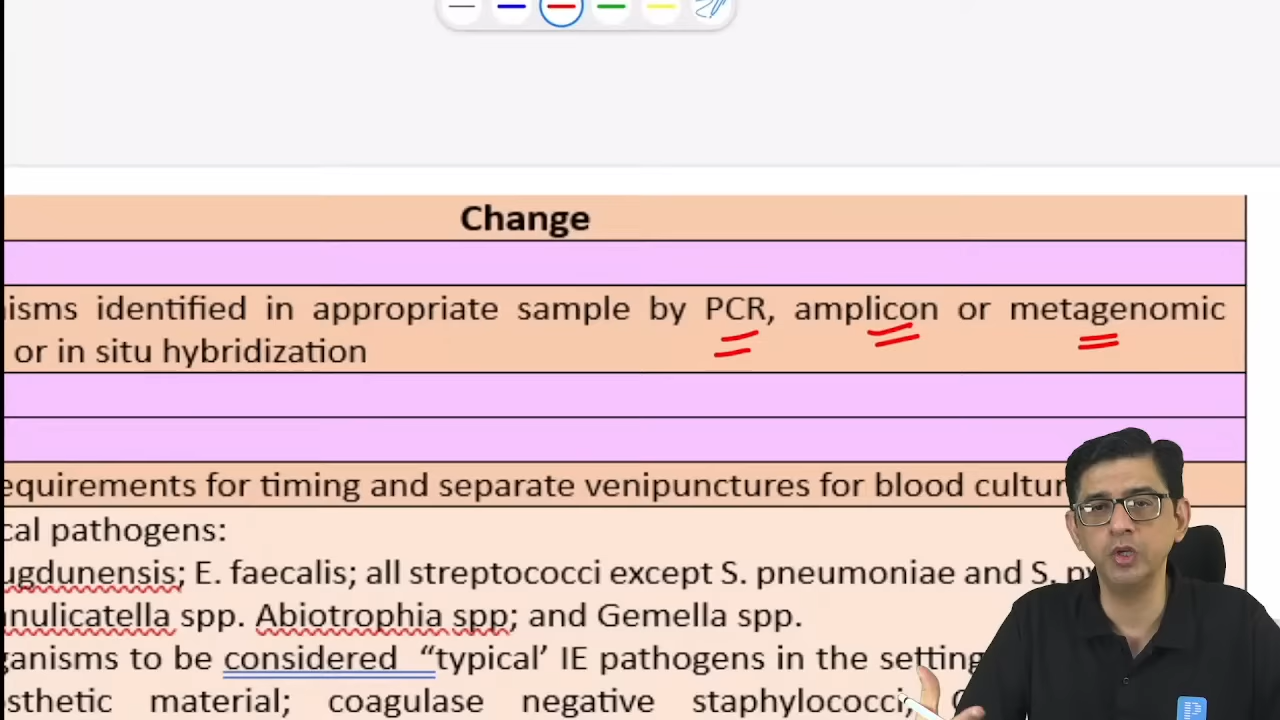 Change
isms identified in appropriate sample by PCR, amplicon or metagenomic
or in situ hybridization
equirements for timing and separate venipunctures for blood cultur
cal pathogens:
ugdunensis; E. faecalis; all streptococci except S. pneumoniae and S. py
anulicatella spp. Abiotrophia spp; and Gemella spp.
ganisms to be considered “typical’ IE pathogens in the setting
sthetic material; coagulase negative staphylococci,